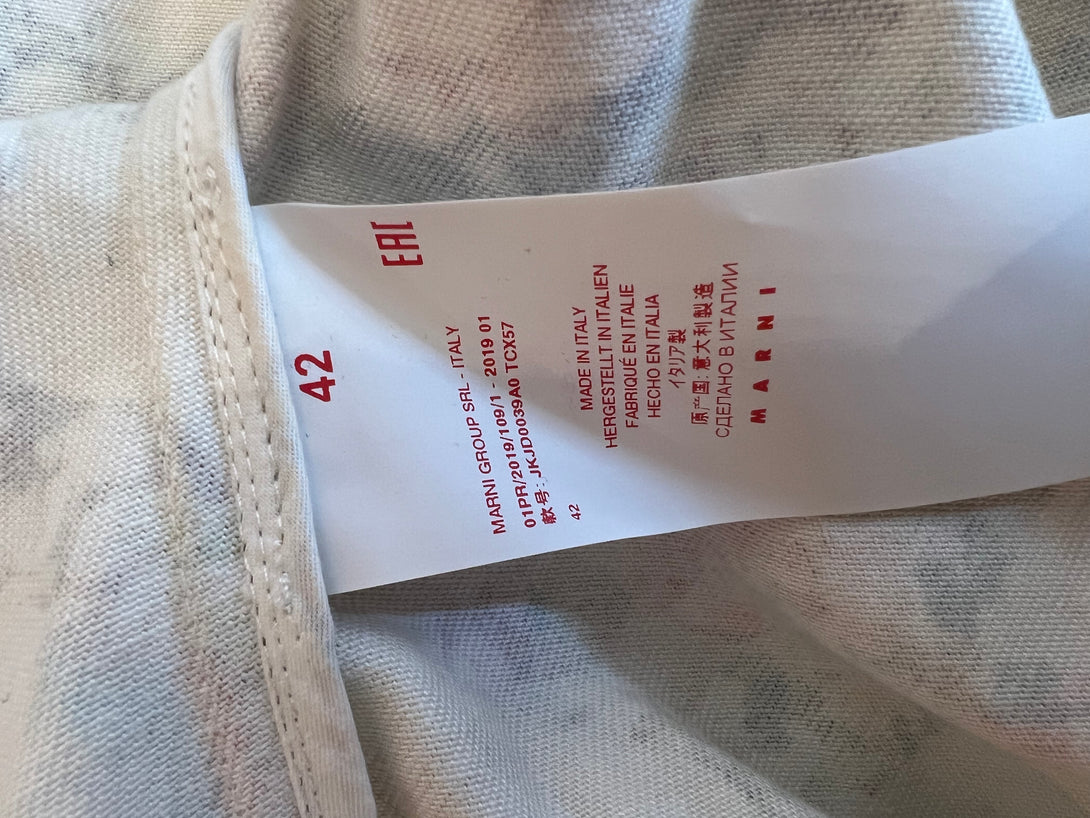 42
EAC
MARNI GROUP SRL - ITALY
01PR/2019/109/1 - 2019 01
款号: JKJD0039A0 TCX57
42
MADE IN ITALY
HERGESTELLT IN ITALIEN
FABRIQUÉ EN ITALIE
HECHO EN ITALIA
イタリア製
原产国: 意大利製造
СДЕЛАНО В ИТАЛИИ
MARNI